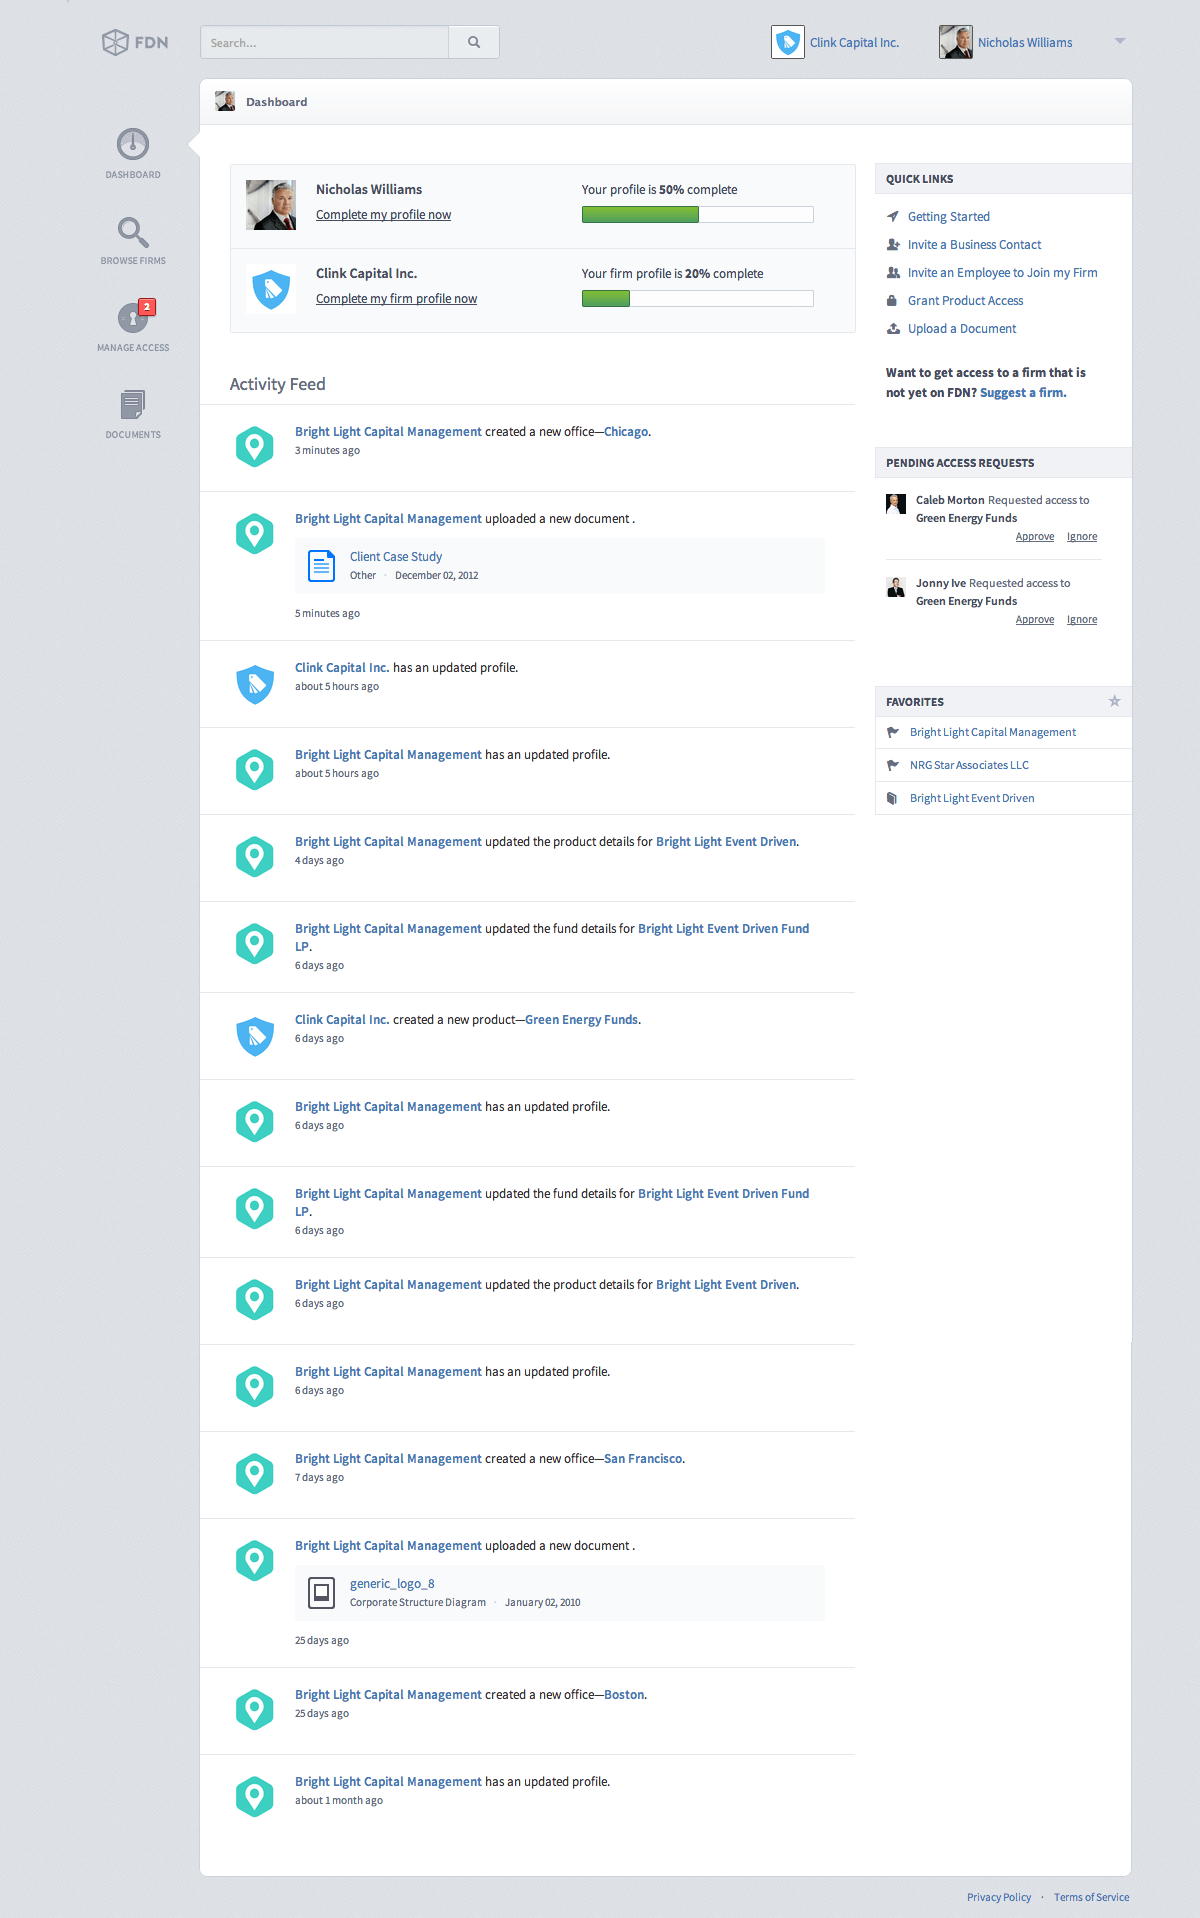 FDN
Search...
Clink Capital Inc.
Nicholas Williams
Dashboard
DASHBOARD
BROWSE FIRMS
2
MANAGE ACCESS
DOCUMENTS
Nicholas Williams
Complete my profile now
Your profile is 50% complete
Clink Capital Inc.
Complete my firm profile now
Your firm profile is 20% complete
Activity Feed
Bright Light Capital Management created a new office—Chicago.
3 minutes ago
Bright Light Capital Management uploaded a new document .
Client Case Study
Other · December 02, 2012
5 minutes ago
Clink Capital Inc. has an updated profile.
about 5 hours ago
Bright Light Capital Management has an updated profile.
about 5 hours ago
Bright Light Capital Management updated the product details for Bright Light Event Driven.
4 days ago
Bright Light Capital Management updated the fund details for Bright Light Event Driven Fund
LP.
6 days ago
Clink Capital Inc. created a new product—Green Energy Funds.
6 days ago
Bright Light Capital Management has an updated profile.
6 days ago
Bright Light Capital Management updated the fund details for Bright Light Event Driven Fund
LP.
6 days ago
Bright Light Capital Management updated the product details for Bright Light Event Driven.
6 days ago
Bright Light Capital Management has an updated profile.
6 days ago
Bright Light Capital Management created a new office—San Francisco.
7 days ago
Bright Light Capital Management uploaded a new document .
generic_logo_8
Corporate Structure Diagram · January 02, 2010
25 days ago
Bright Light Capital Management created a new office—Boston.
25 days ago
Bright Light Capital Management has an updated profile.
about 1 month ago
QUICK LINKS
Getting Started
Invite a Business Contact
Invite an Employee to Join my Firm
Grant Product Access
Upload a Document
Want to get access to a firm that is
not yet on FDN? Suggest a firm.
PENDING ACCESS REQUESTS
Caleb Morton Requested access to
Green Energy Funds
Approve Ignore
Jonny Ive Requested access to
Green Energy Funds
Approve Ignore
FAVORITES
Bright Light Capital Management
NRG Star Associates LLC
Bright Light Event Driven
Privacy Policy · Terms of Service